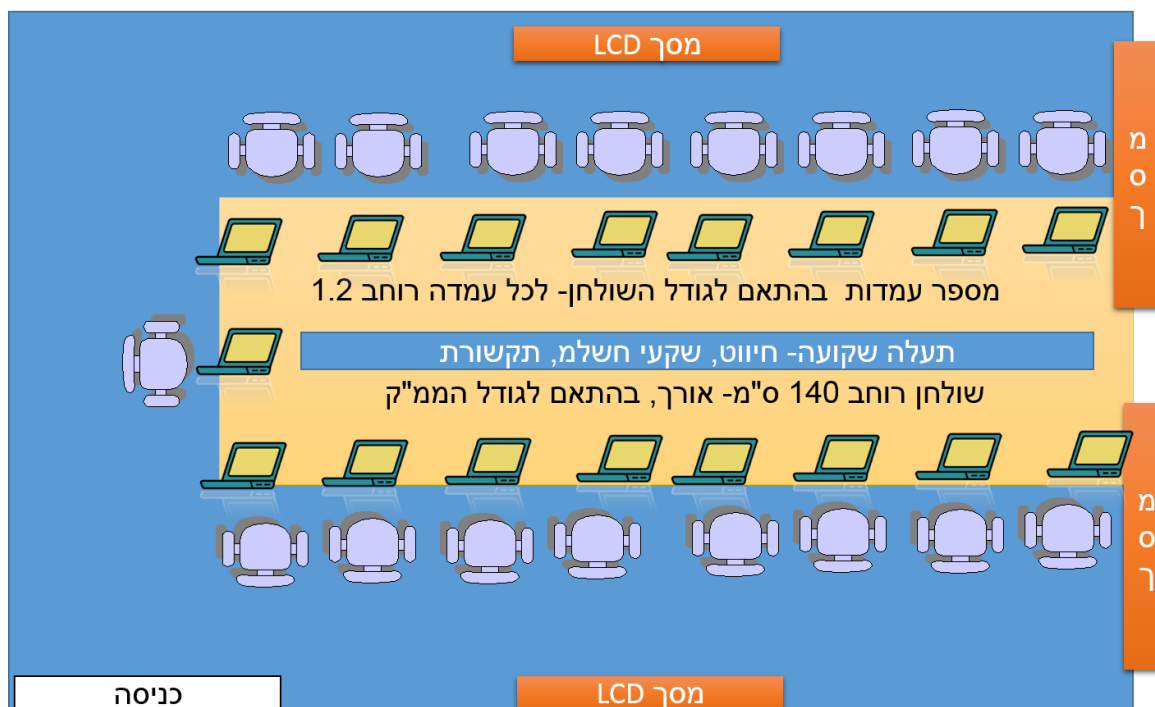 מסך LCD
מ
ס
ך
מספר עמדות בהתאם לגודל השולחן- לכל עמדה רוחב 1.2
תעלה שקועה- חיווט, שקעי חשלמ, תקשורת
שולחן רוחב 140 ס"מ- אורך, בהתאם לגודל הממ"ק
מ
ס
ך
כניסה
מסך LCD